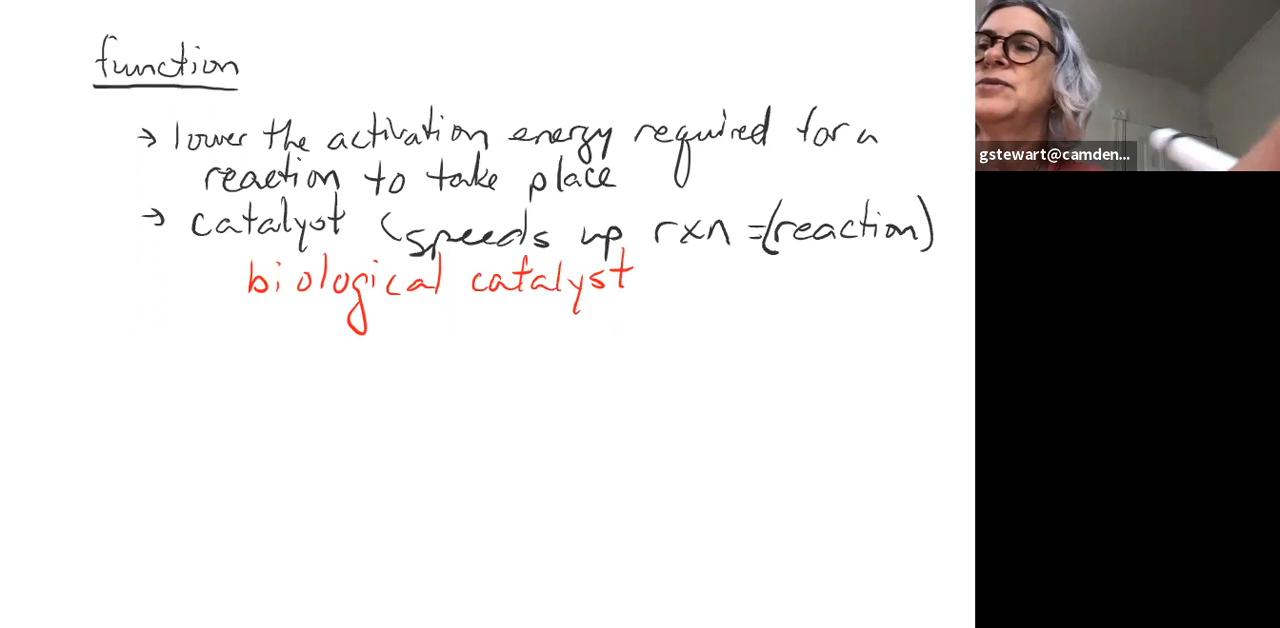 function
→ lower the activation energy required for a
reaction to take place
→ catalyst (speeds up rxn =(reaction)
biological catalyst
gstewart@camden...